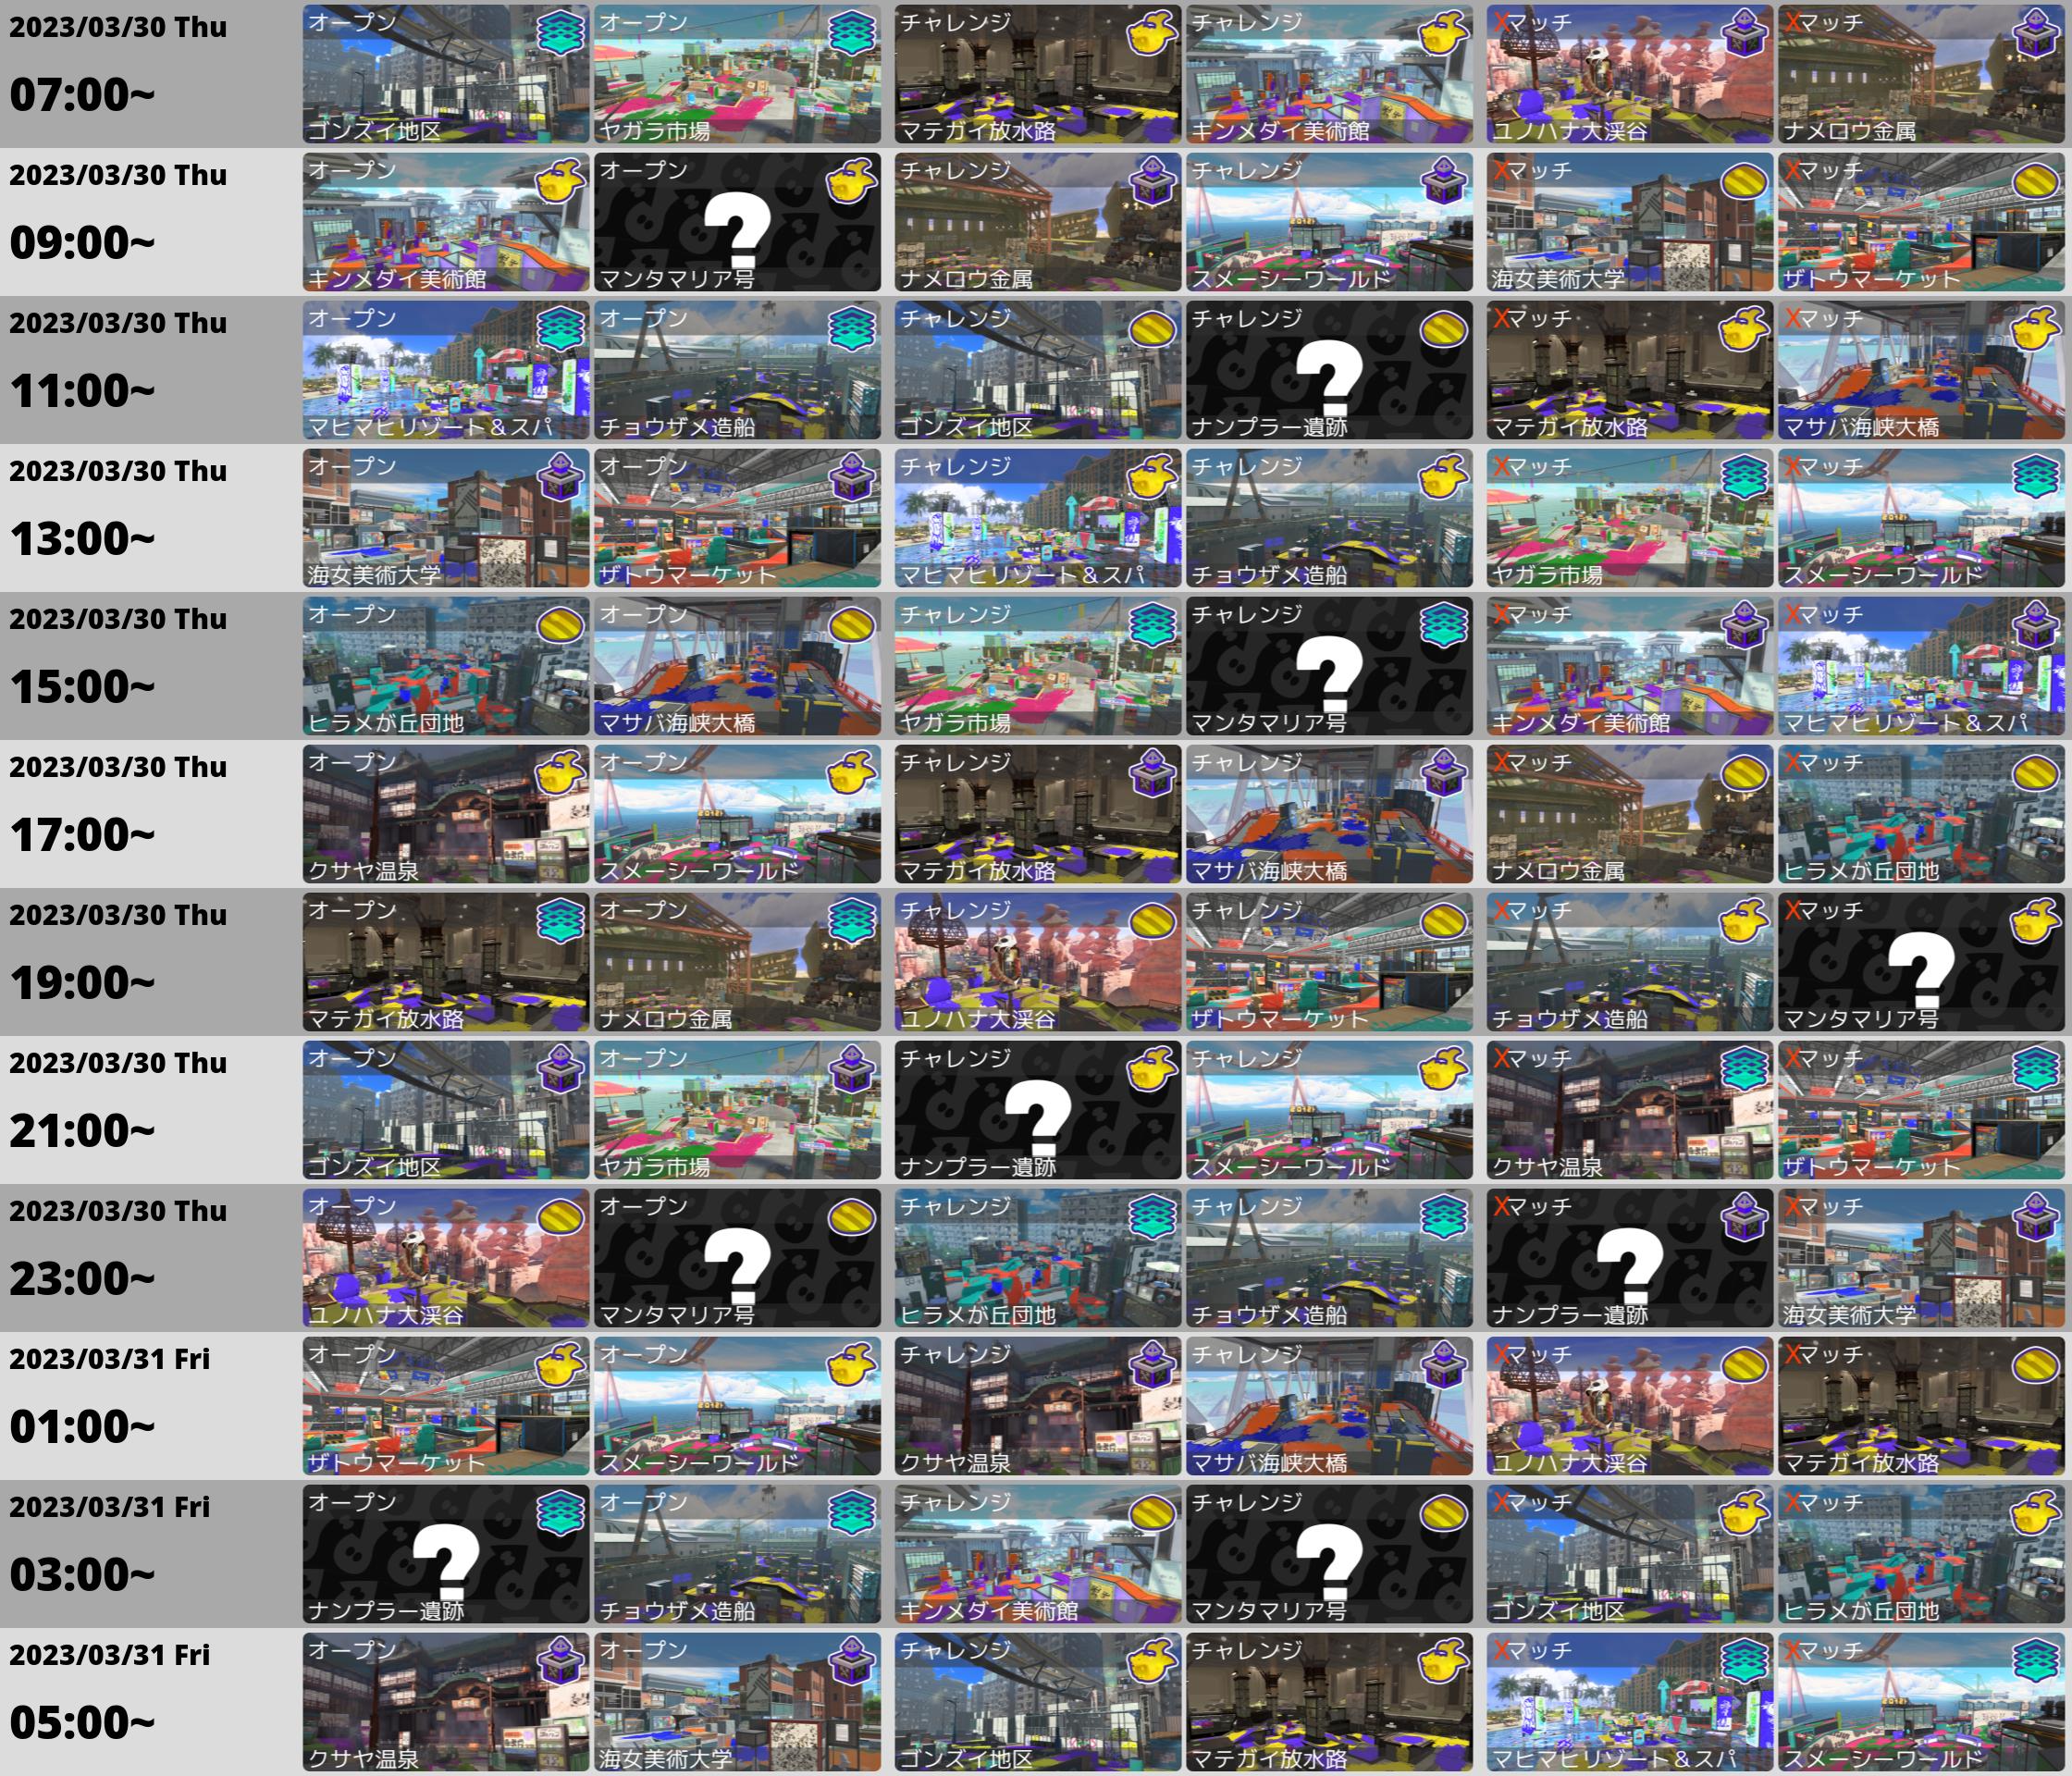 2023/03/30 Thu
07:00~
オープン
ゴンズイ地区
オープン
ヤガラ市場
チャレンジ
マテガイ放水路
チャレンジ
キンメダイ美術館
Xマッチ
ユノハナ大渓谷
Xマッチ
ナメロウ金属
2023/03/30 Thu
09:00~
オープン
キンメダイ美術館
オープン
?
マンタマリア号
チャレンジ
ナメロウ金属
チャレンジ
スメーシーワールド
Xマッチ
海女美術大学
Xマッチ
ザトウマーケット
2023/03/30 Thu
11:00~
オープン
マヒマヒリゾート＆スパ
オープン
チョウザメ造船
チャレンジ
ゴンズイ地区
チャレンジ
?
ナンプラー遺跡
Xマッチ
マテガイ放水路
Xマッチ
マサバ海峡大橋
2023/03/30 Thu
13:00~
オープン
海女美術大学
オープン
ザトウマーケット
チャレンジ
マヒマヒリゾート＆スパ
チャレンジ
チョウザメ造船
Xマッチ
ヤガラ市場
Xマッチ
スメーシーワールド
2023/03/30 Thu
15:00~
オープン
ヒラメが丘団地
オープン
マサバ海峡大橋
チャレンジ
ヤガラ市場
チャレンジ
?
マンタマリア号
Xマッチ
キンメダイ美術館
Xマッチ
マヒマヒリゾート＆スパ
2023/03/30 Thu
17:00~
オープン
クサヤ温泉
オープン
スメーシーワールド
チャレンジ
マテガイ放水路
チャレンジ
マサバ海峡大橋
Xマッチ
ナメロウ金属
Xマッチ
ヒラメが丘団地
2023/03/30 Thu
19:00~
オープン
マテガイ放水路
オープン
ナメロウ金属
チャレンジ
ユノハナ大渓谷
チャレンジ
ザトウマーケット
Xマッチ
チョウザメ造船
Xマッチ
?
マンタマリア号
2023/03/30 Thu
21:00~
オープン
ゴンズイ地区
オープン
ヤガラ市場
チャレンジ
?
ナンプラー遺跡
チャレンジ
スメーシーワールド
Xマッチ
クサヤ温泉
Xマッチ
ザトウマーケット
2023/03/30 Thu
23:00~
オープン
ユノハナ大渓谷
オープン
?
マンタマリア号
チャレンジ
ヒラメが丘団地
チャレンジ
チョウザメ造船
Xマッチ
?
ナンプラー遺跡
Xマッチ
海女美術大学
2023/03/31 Fri
01:00~
オープン
ザトウマーケット
オープン
スメーシーワールド
チャレンジ
クサヤ温泉
チャレンジ
マサバ海峡大橋
Xマッチ
ユノハナ大渓谷
Xマッチ
マテガイ放水路
2023/03/31 Fri
03:00~
オープン
?
ナンプラー遺跡
オープン
チョウザメ造船
チャレンジ
キンメダイ美術館
チャレンジ
?
マンタマリア号
Xマッチ
ゴンズイ地区
Xマッチ
ヒラメが丘団地
2023/03/31 Fri
05:00~
オープン
クサヤ温泉
オープン
海女美術大学
チャレンジ
ゴンズイ地区
チャレンジ
マテガイ放水路
Xマッチ
マヒマヒリゾート＆スパ
Xマッチ
スメーシーワールド